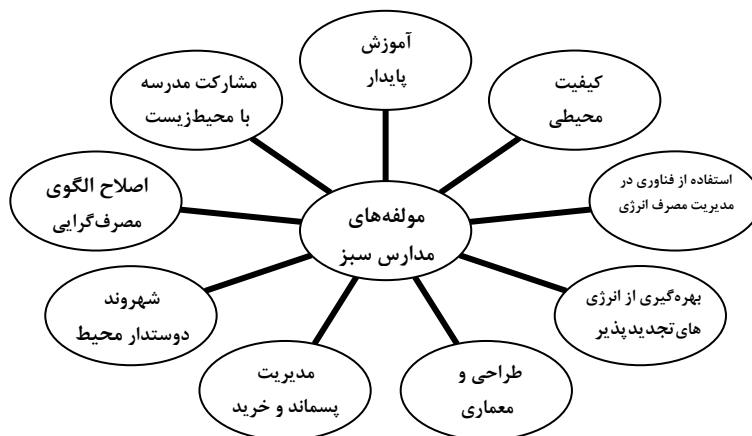 مولفه‌های
مدارس سبز
آموزش
پایدار
کیفیت
محیطی
استفاده از فناوری در
مدیریت مصرف انرژی
بهره‌گیری از انرژی
های‌تجدیدپذیر
طراحی و
معماری
مدیریت
پسماند و خرید
شهروند
دوستدار محیط
اصلاح الگوی
مصرف‌گرایی
مشارکت مدرسه
با محیط‌زیست